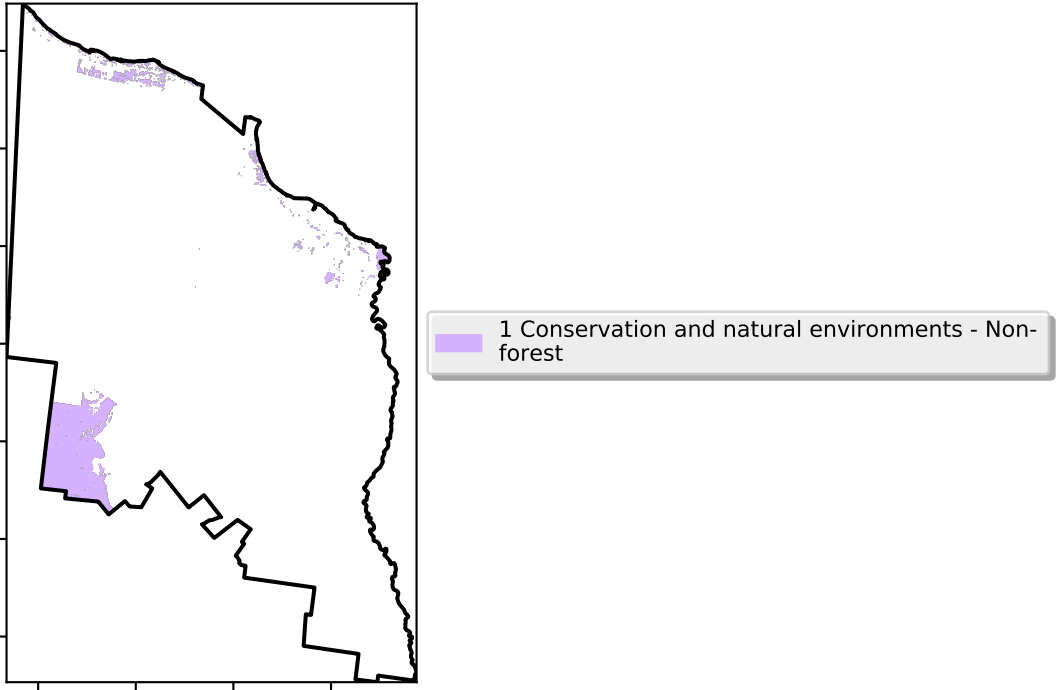 1 Conservation and natural environments - Non-
forest